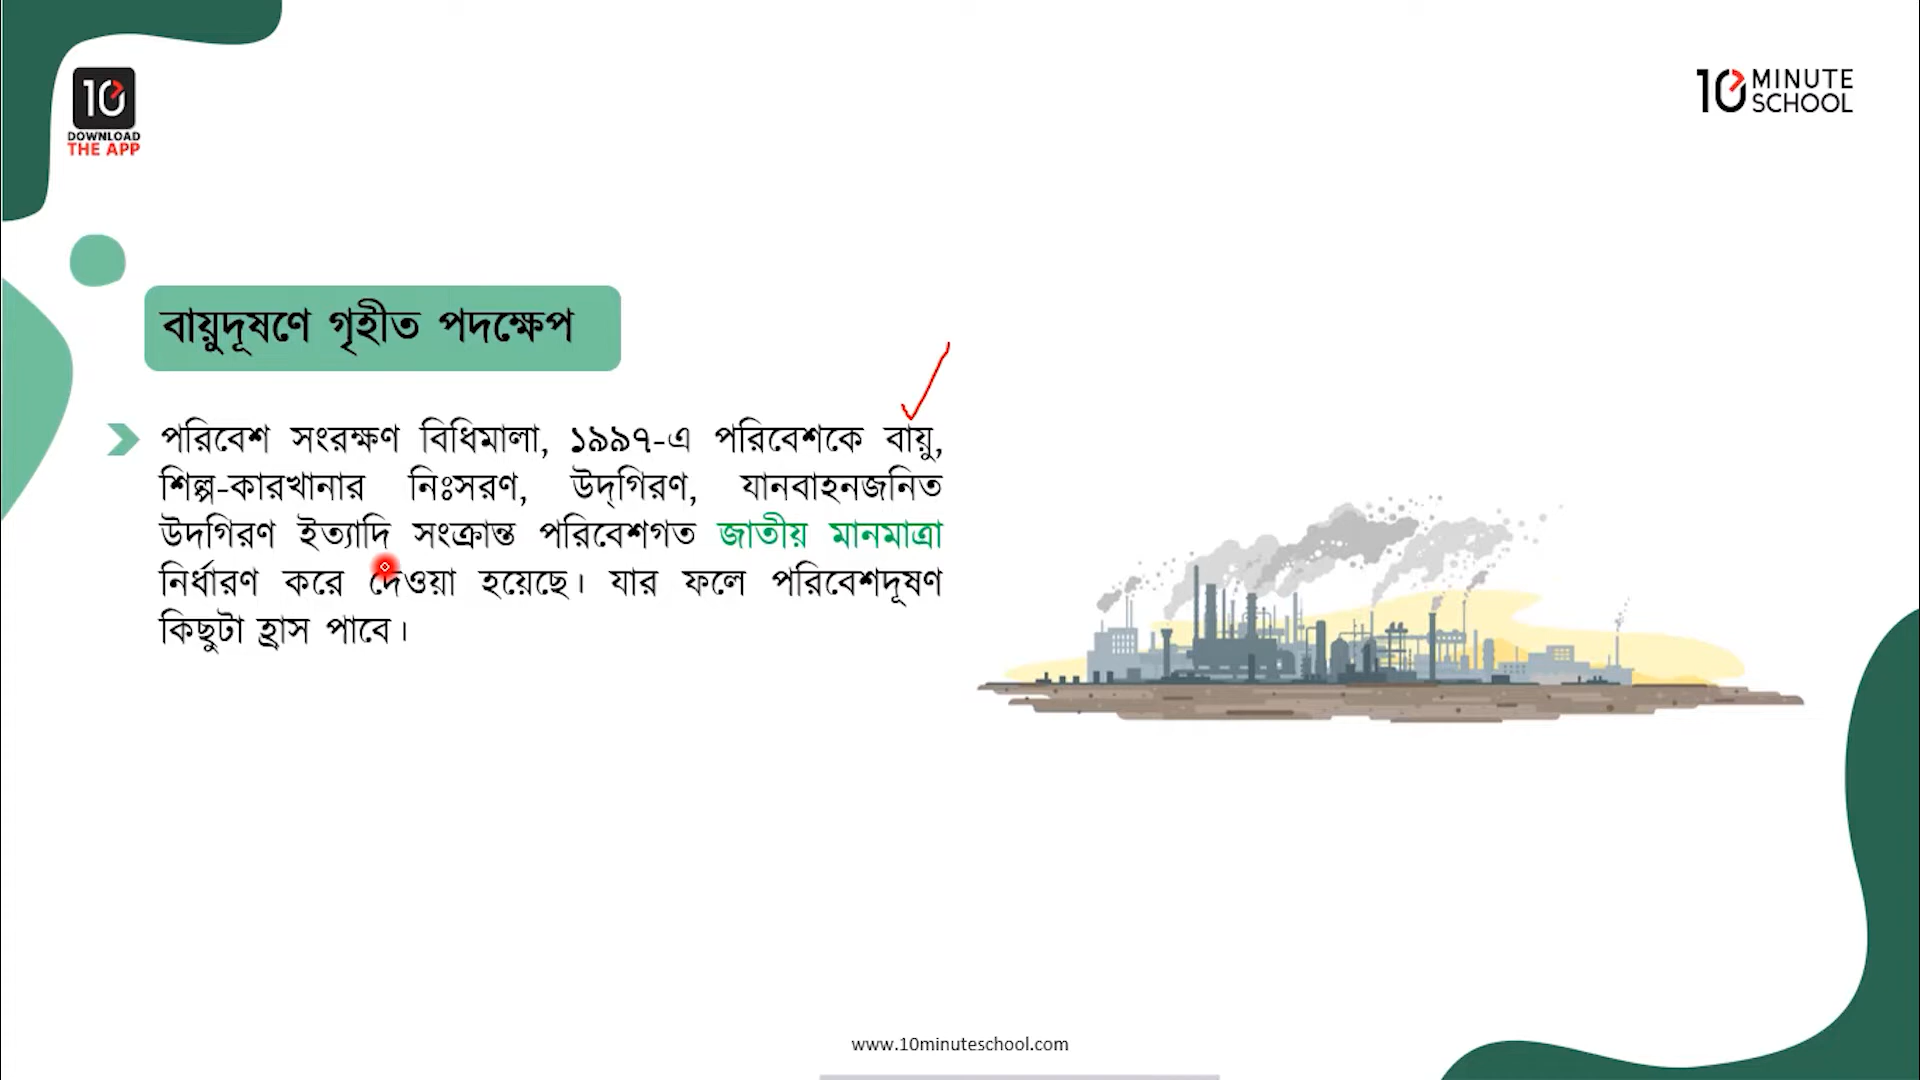 10
DOWNLOAD
THE APP
10 MINUTE
SCHOOL
বায়ুদূষণে গৃহীত পদক্ষেপ
পরিবেশ সংরক্ষণ বিধিমালা, ১৯৯৭-এ পরিবেশকে বায়ু,
শিল্প-কারখানার নিঃসরণ, উদ্‌গিরণ, যানবাহনজনিত
উদগিরণ ইত্যাদি সংক্রান্ত পরিবেশগত জাতীয় মানমাত্রা
নির্ধারণ করে দেওয়া হয়েছে। যার ফলে পরিবেশদূষণ
কিছুটা হ্রাস পাবে।
www.10minuteschool.com